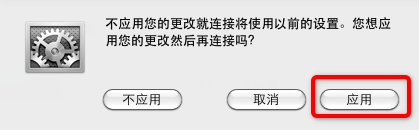 不应用您的更改就连接将使用以前的设置。您想应
用您的更改然后再连接吗?
不应用 取消 应用